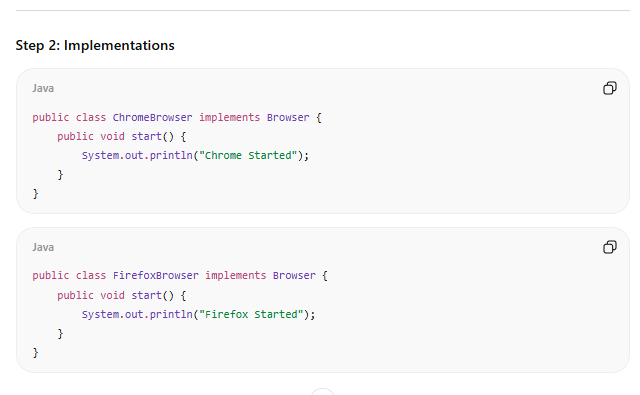 Step 2: Implementations
Java
public class ChromeBrowser implements Browser {
    public void start() {
        System.out.println("Chrome Started");
    }
}
Java
public class FirefoxBrowser implements Browser {
    public void start() {
        System.out.println("Firefox Started");
    }
}